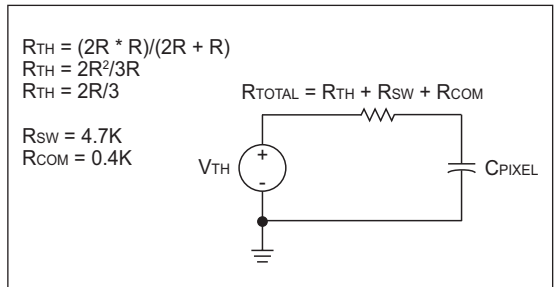 RTH = (2R * R)/(2R + R)
RTH = 2R²/3R
RTH = 2R/3
RTOTAL = RTH + RSW + RCOM
RSW = 4.7K
RCOM = 0.4K
VTH
+
-
CPIXEL